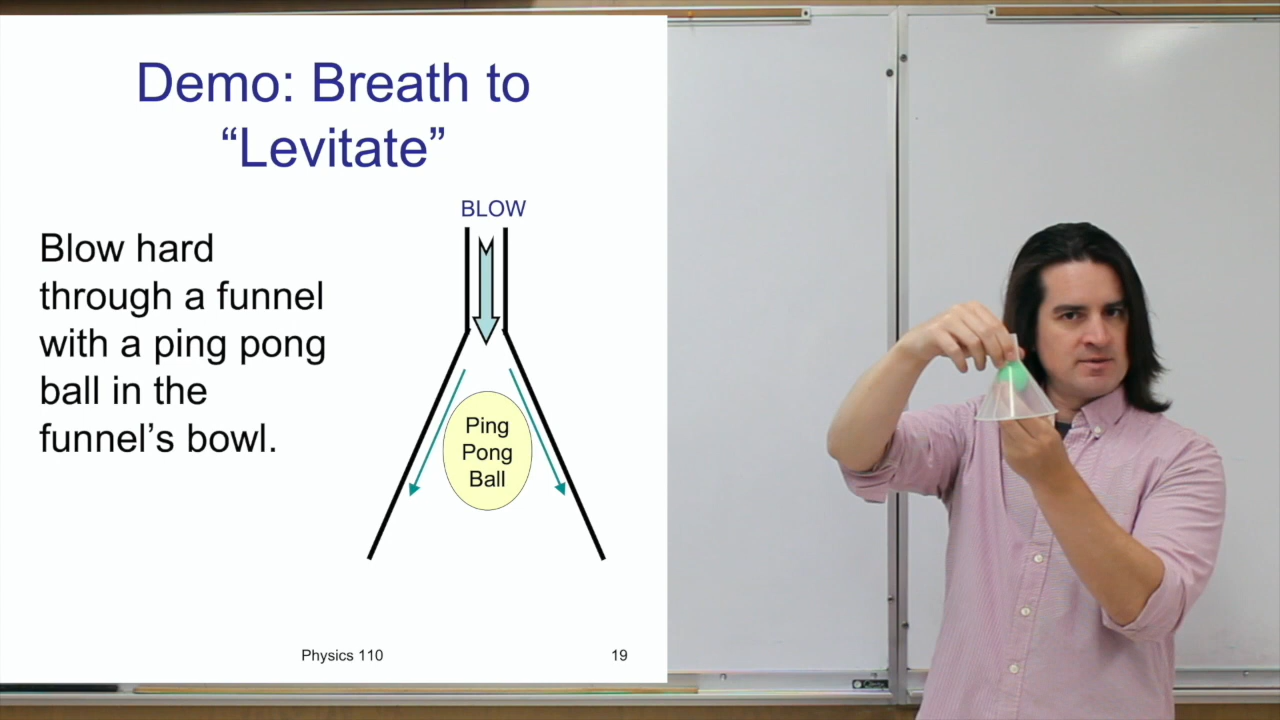 Demo: Breath to
“Levitate”
BLOW
Blow hard
through a funnel
with a ping pong
ball in the
funnel’s bowl.
Ping
Pong
Ball
Physics 110
19